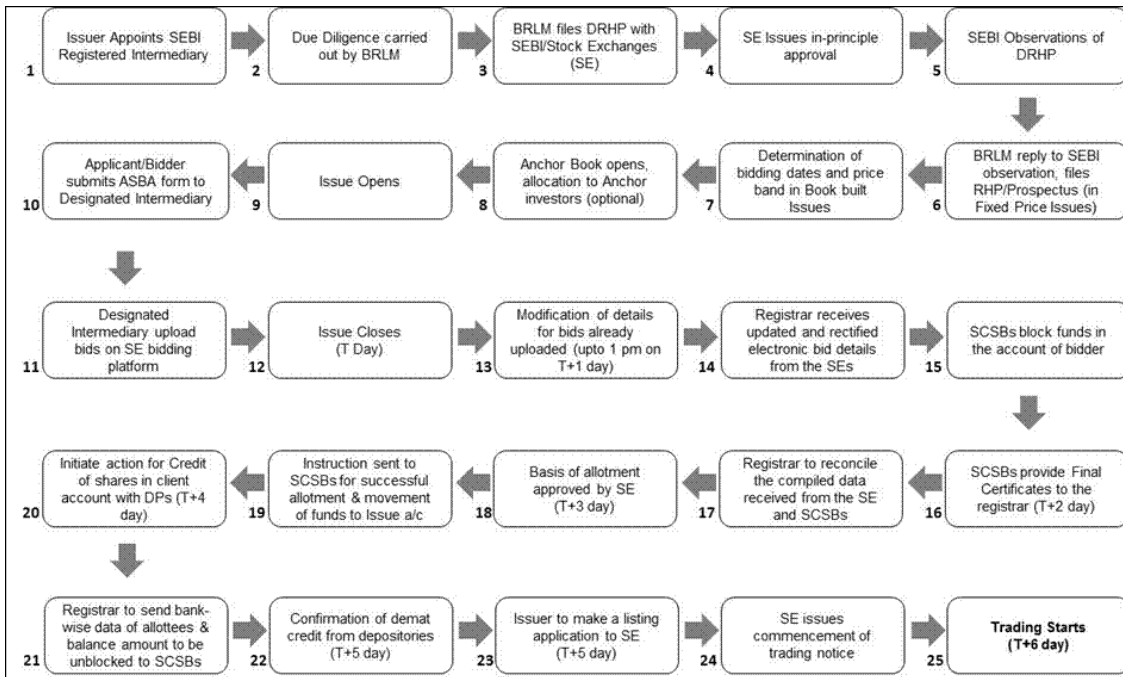 Issuer Appoints SEBI
Registered Intermediary
1
Due Diligence carried
out by BRLM
2
BRLM files DRHP with
SEBI/Stock Exchanges
(SE)
3
SE Issues in-principle
approval
4
SEBI Observations of
DRHP
5
BRLM reply to SEBI
observation, files
RHP/Prospectus (in
Fixed Price Issues)
6
Determination of
bidding dates and price
band in Book built
Issues
7
Anchor Book opens,
allocation to Anchor
investors (optional)
8
Issue Opens
9
Applicant/Bidder
submits ASBA form to
Designated Intermediary
10
Designated
Intermediary upload
bids on SE bidding
platform
11
Issue Closes
(T Day)
12
Modification of details
for bids already
uploaded (upto 1 pm on
T+1 day)
13
Registrar receives
updated and rectified
electronic bid details
from the SEs
14
SCSBs block funds in
the account of bidder
15
SCSBs provide Final
Certificates to the
registrar (T+2 day)
16
Registrar to reconcile
the compiled data
received from the SE
and SCSBs
17
Basis of allotment
approved by SE
(T+3 day)
18
Instruction sent to
SCSBs for successful
allotment & movement
of funds to Issue a/c
19
Initiate action for Credit
of shares in client
account with DPs (T+4
day)
20
Registrar to send bank-
wise data of allottees &
balance amount to be
unblocked to SCSBs
21
Confirmation of demat
credit from depositories
(T+5 day)
22
Issuer to make a listing
application to SE
(T+5 day)
23
SE issues
commencement of
trading notice
24
Trading Starts
(T+6 day)
25